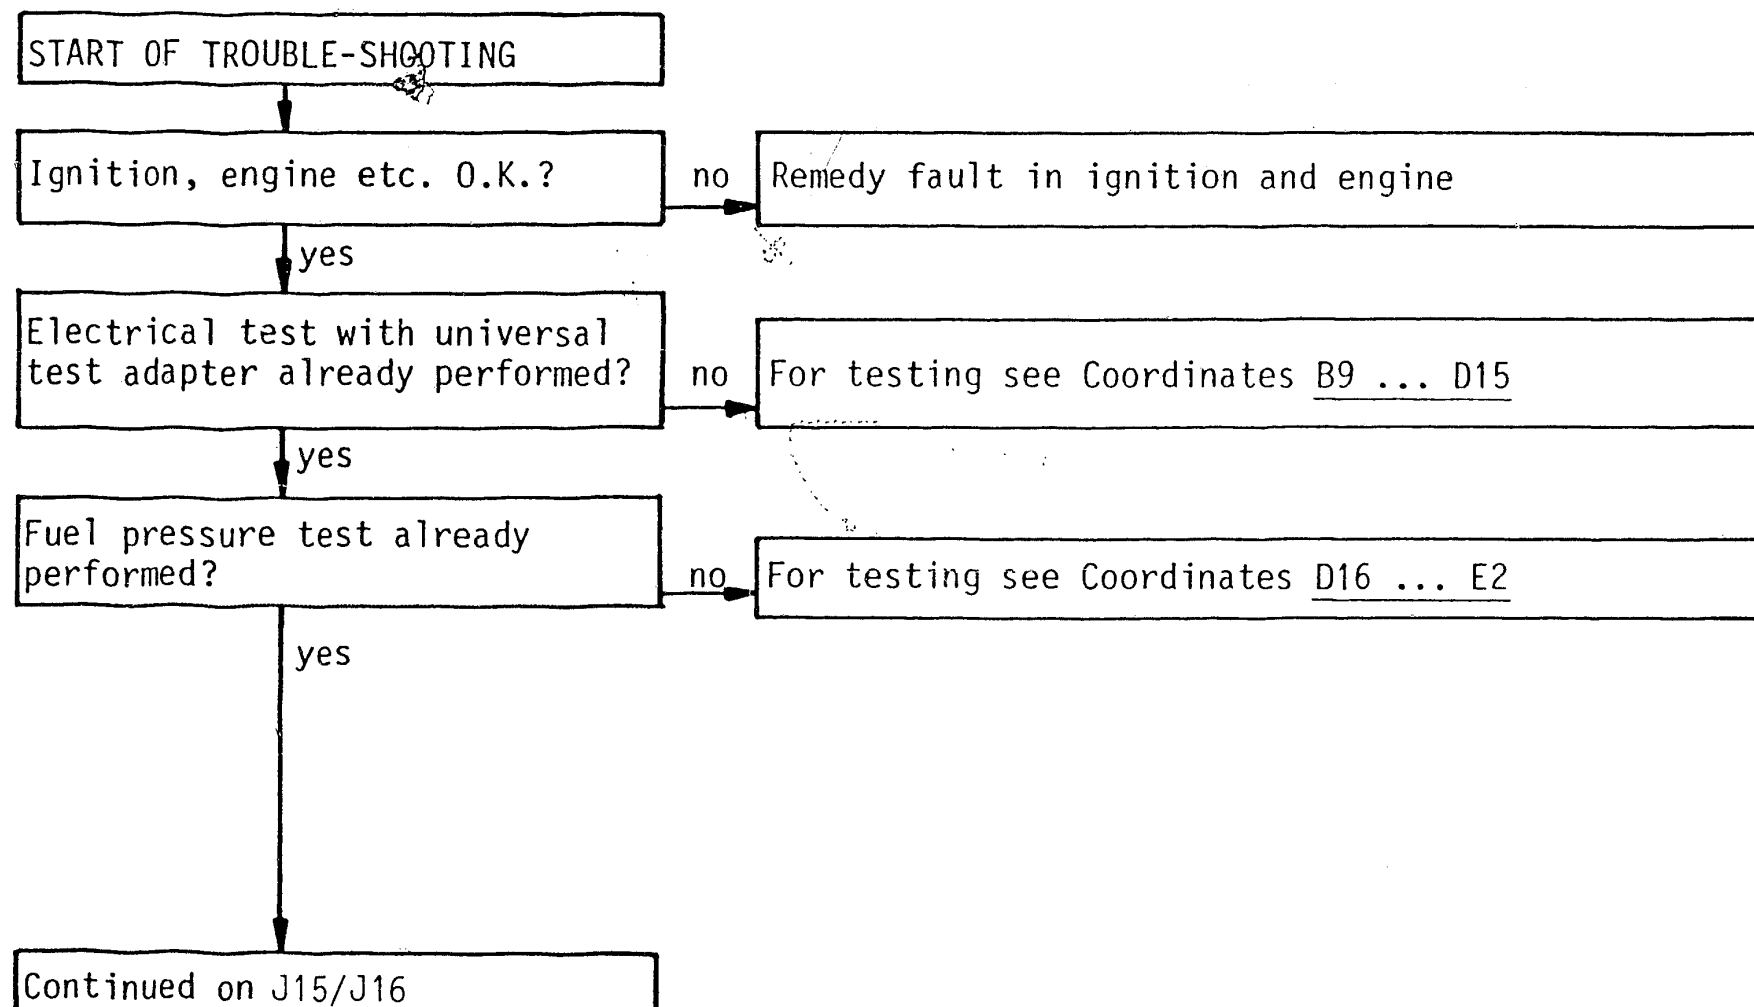 START OF TROUBLE-SHOOTING
Ignition, engine etc. O.K.?
no
Remedy fault in ignition and engine
yes
Electrical test with universal
test adapter already performed?
no
For testing see Coordinates B9 ... D15
yes
Fuel pressure test already
performed?
no
For testing see Coordinates D16 ... E2
yes
Continued on J15/J16